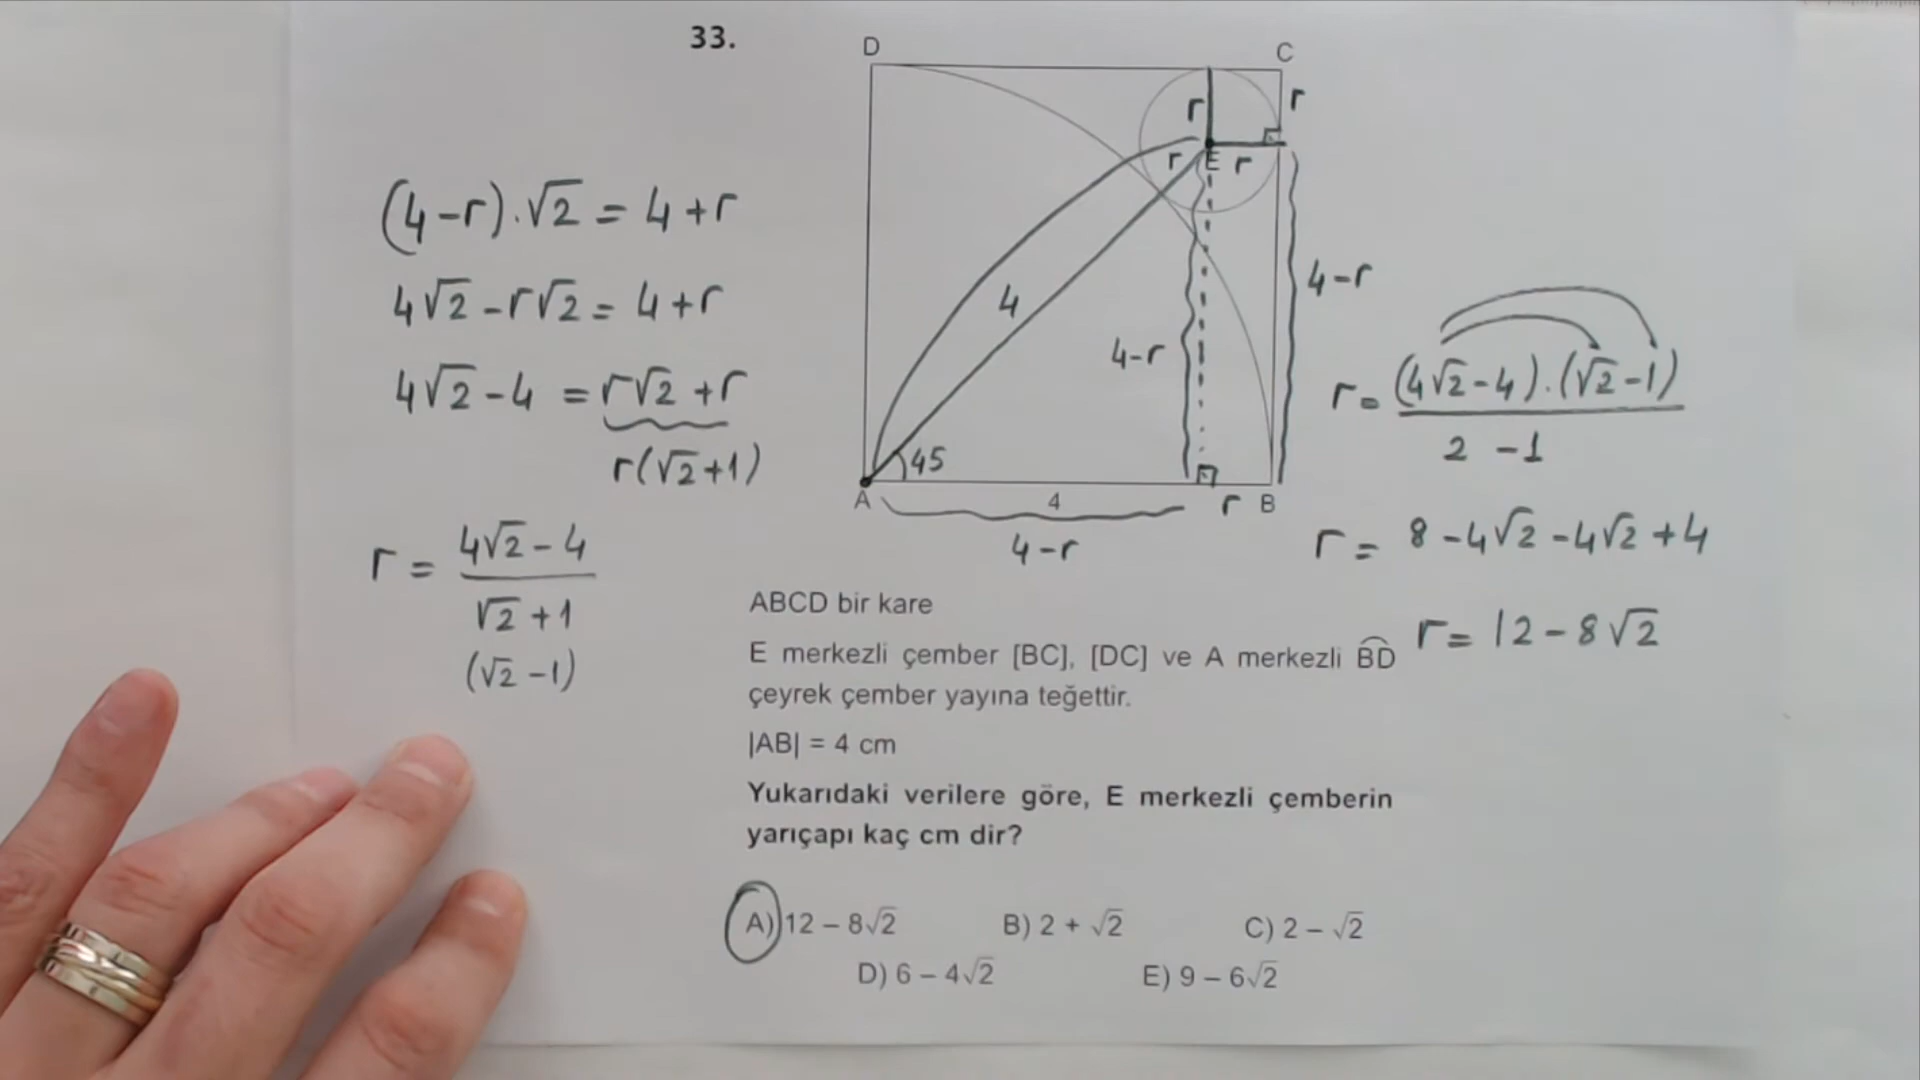 33.
D
C
r
r
r
E
r
4
4-r
4-r
45
A
4
r
B
4-r
(4-r).√2 = 4+r
4√2-r√2 = 4+r
4√2-4 = r√2+r
r(√2+1)
r = 4√2-4 / √2+1
(√2-1)
r = (4√2-4).(√2-1) / 2-1
r = 8-4√2-4√2+4
r = 12-8√2
ABCD bir kare
E merkezli çember [BC], [DC] ve A merkezli B͡D
çeyrek çember yayına teğettir.
|AB| = 4 cm
Yukarıdaki verilere göre, E merkezli çemberin
yarıçapı kaç cm dir?
A) 12 – 8√2 B) 2 + √2 C) 2 – √2
D) 6 – 4√2 E) 9 – 6√2